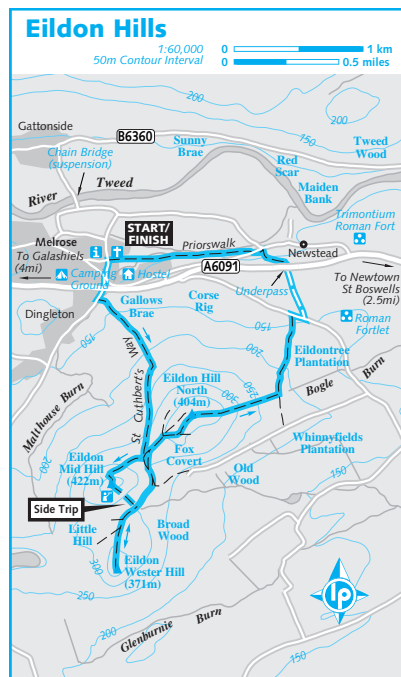 Eildon Hills
1:60,000
50m Contour Interval
0 1 km
0 0.5 miles
200
Gattonside
B6360
Sunny
Brae
150
200
Tweed
Wood
Chain Bridge
(suspension)
Red
Scar
River Tweed
Maiden
Bank
START/
FINISH
Trimontium
Roman Fort
Melrose
Priorswalk
Newstead
To Galashiels
(4mi)
A6091
Camping
Ground
Hostel
To Newtown
St Boswells
(2.5mi)
Underpass
Gallows
Brae
Corse
Rig
Dingleton
150
150
Roman
Fortlet
200
St Cuthbert's Way
Eildontree
Plantation
Eildon Hill
North
(404m)
300
250
Bogle Burn
Malthouse Burn
Whinnyfields
Plantation
Fox
Covert
200
Eildon
Mid Hill
(422m)
Old
Wood
150
Side Trip
Little
Hill
Broad
Wood
300
Eildon
Wester Hill
(371m)
250
200
Glenburnie Burn
150
lp